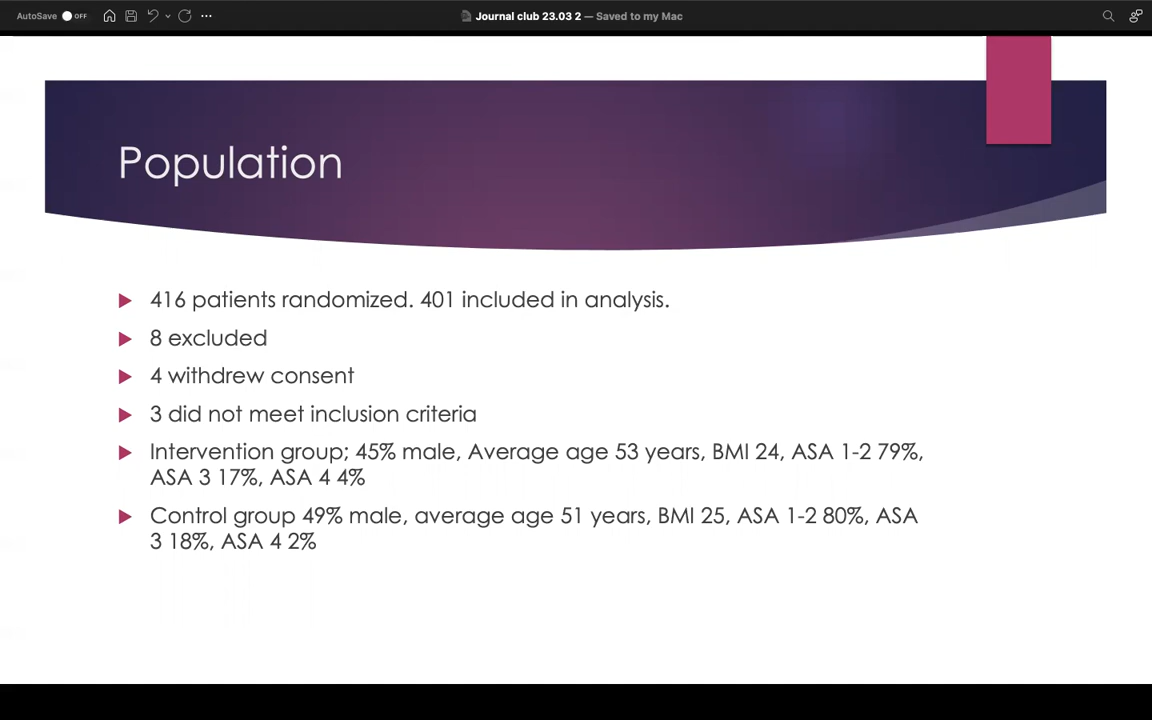 AutoSave OFF
Journal club 23.03 2 — Saved to my Mac
Population
416 patients randomized. 401 included in analysis.
8 excluded
4 withdrew consent
3 did not meet inclusion criteria
Intervention group; 45% male, Average age 53 years, BMI 24, ASA 1-2 79%,
ASA 3 17%, ASA 4 4%
Control group 49% male, average age 51 years, BMI 25, ASA 1-2 80%, ASA
3 18%, ASA 4 2%